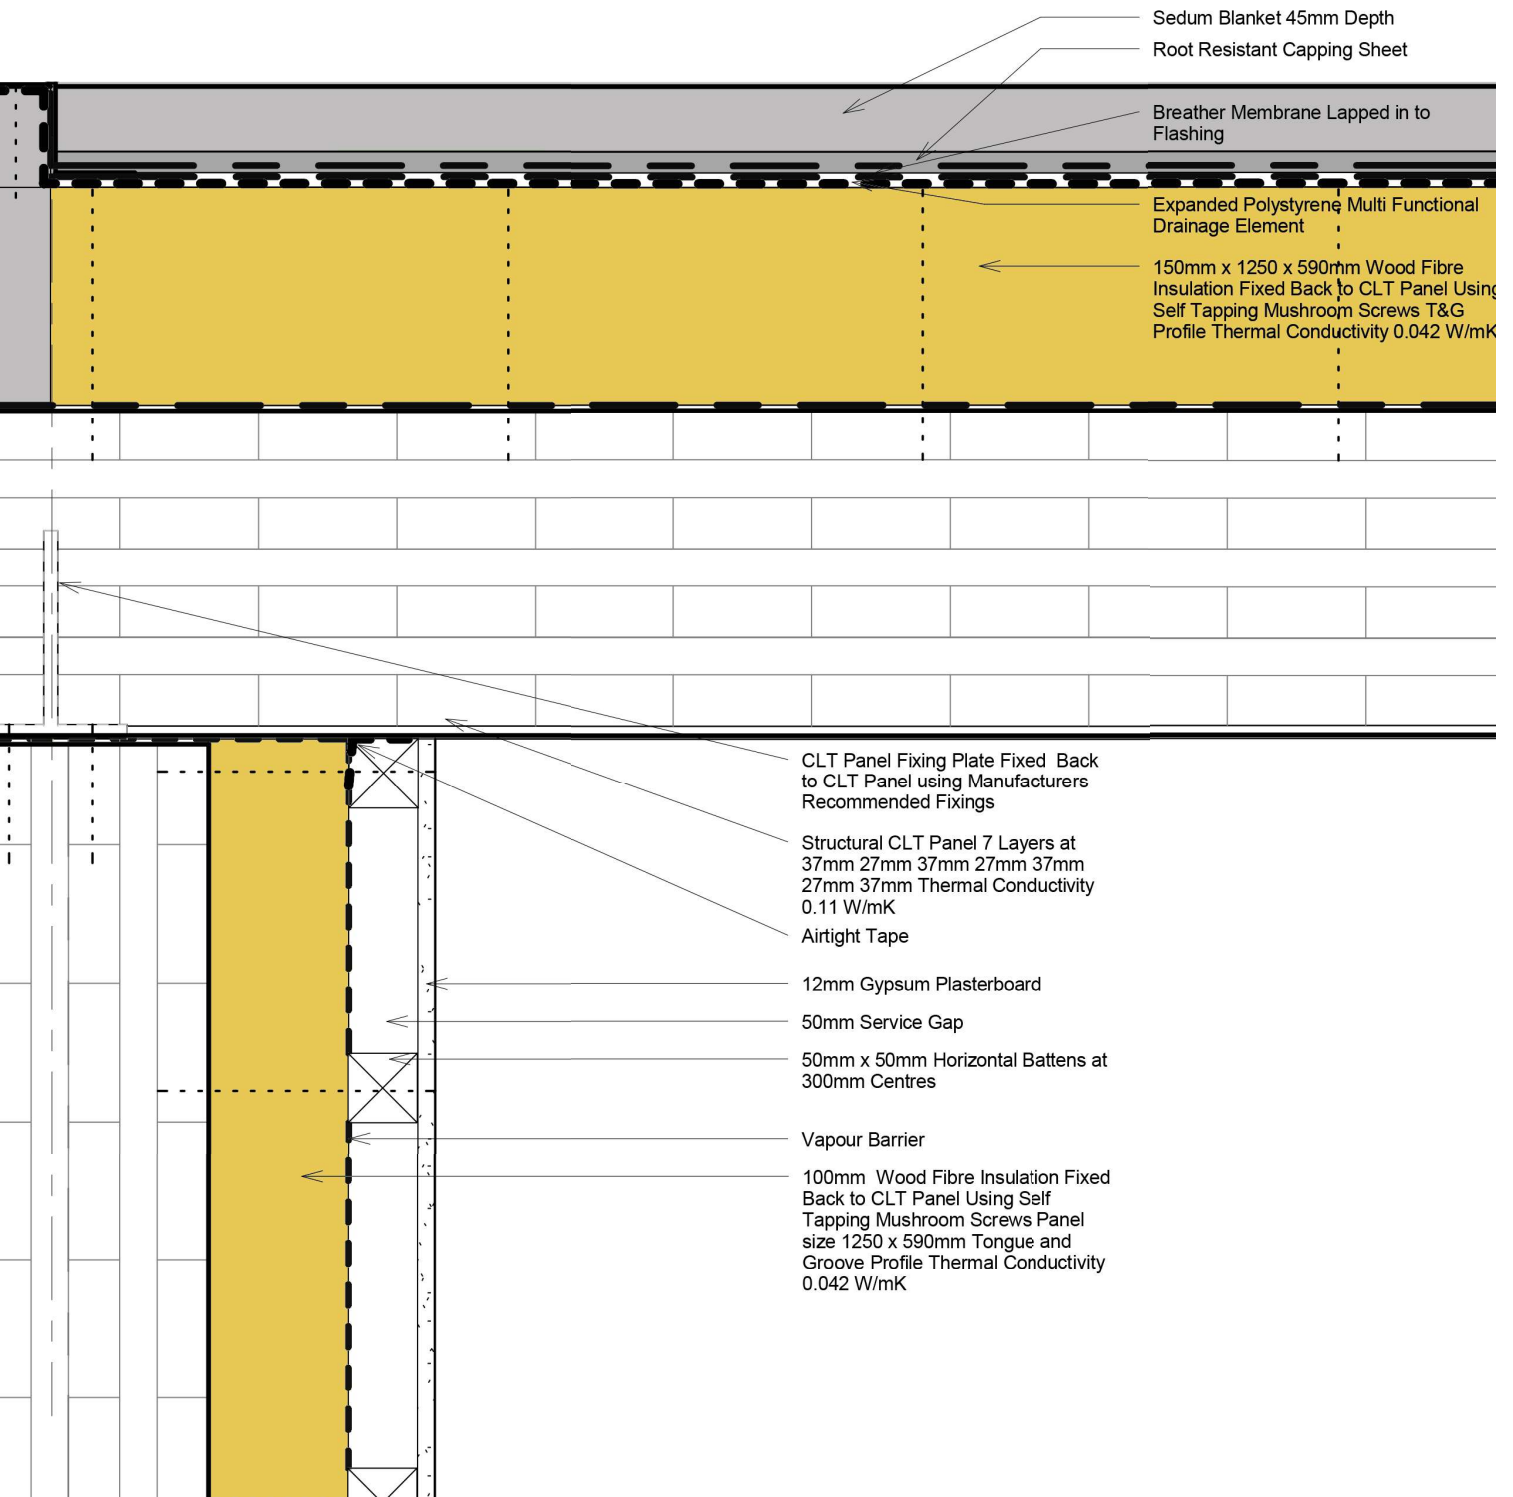 Sedum Blanket 45mm Depth
Root Resistant Capping Sheet
Breather Membrane Lapped in to
Flashing
Expanded Polystyrene Multi Functional
Drainage Element
150mm x 1250 x 590mm Wood Fibre
Insulation Fixed Back to CLT Panel Using
Self Tapping Mushroom Screws T&G
Profile Thermal Conductivity 0.042 W/mK
CLT Panel Fixing Plate Fixed  Back
to CLT Panel using Manufacturers
Recommended Fixings
Structural CLT Panel 7 Layers at
37mm 27mm 37mm 27mm 37mm
27mm 37mm Thermal Conductivity
0.11 W/mK
Airtight Tape
12mm Gypsum Plasterboard
50mm Service Gap
50mm x 50mm Horizontal Battens at
300mm Centres
Vapour Barrier
100mm  Wood Fibre Insulation Fixed
Back to CLT Panel Using Self
Tapping Mushroom Screws Panel
size 1250 x 590mm Tongue and
Groove Profile Thermal Conductivity
0.042 W/mK